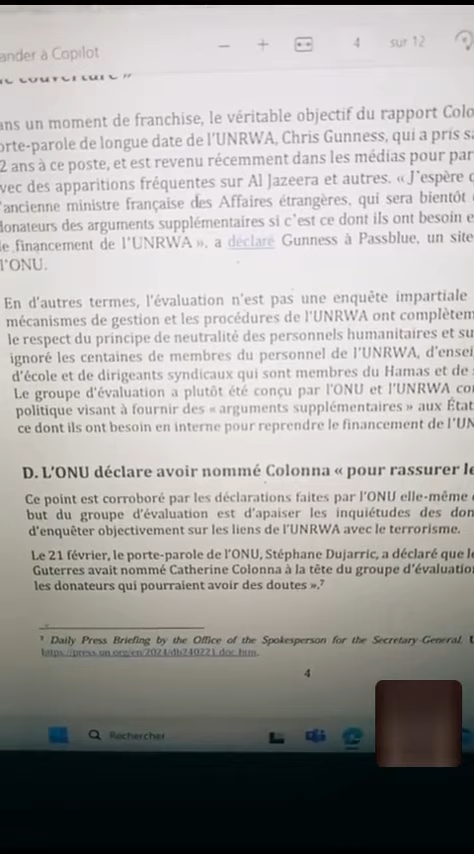 ander à Copilot
4 sur 12
de couverture »
ans un moment de franchise, le véritable objectif du rapport Colo
orte-parole de longue date de l'UNRWA, Chris Gunness, qui a pris sa
2 ans à ce poste, et est revenu récemment dans les médias pour par
vec des apparitions fréquentes sur Al Jazeera et autres. « J'espère
'ancienne ministre française des Affaires étrangères, qui sera bientôt
donateurs des arguments supplémentaires si c'est ce dont ils ont besoin e
le financement de l'UNRWA », a déclaré Gunness à Passblue, un site
l'ONU.
En d'autres termes, l'évaluation n'est pas une enquête impartiale
mécanismes de gestion et les procédures de l'UNRWA ont complètem
le respect du principe de neutralité des personnels humanitaires et su
ignoré les centaines de membres du personnel de l'UNRWA, d'ensei
d'école et de dirigeants syndicaux qui sont membres du Hamas et de
Le groupe d'évaluation a plutôt été conçu par l'ONU et l'UNRWA co
politique visant à fournir des « arguments supplémentaires » aux État
ce dont ils ont besoin en interne pour reprendre le financement de l'UN
D. L'ONU déclare avoir nommé Colonna « pour rassurer le
Ce point est corroboré par les déclarations faites par l'ONU elle-même
but du groupe d'évaluation est d'apaiser les inquiétudes des don
d'enquêter objectivement sur les liens de l'UNRWA avec le terrorisme.
Le 21 février, le porte-parole de l'ONU, Stéphane Dujarric, a déclaré que le
Guterres avait nommé Catherine Colonna à la tête du groupe d'évaluation
les donateurs qui pourraient avoir des doutes ».⁷
⁷ Daily Press Briefing by the Office of the Spokesperson for the Secretary-General, U
https://press.un.org/en/2024/db240221.doc.htm.
4
Rechercher